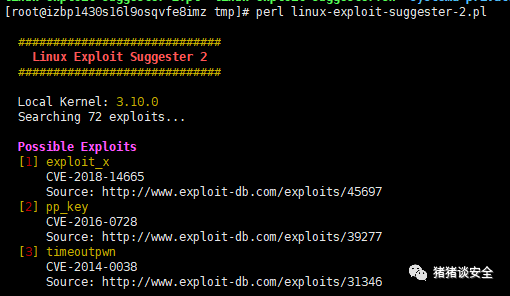 [root@izbp1430s16l9osqvfe8imz tmp]# perl linux-exploit-suggester-2.pl
#############################
Linux Exploit Suggester 2
#############################
Local Kernel: 3.10.0
Searching 72 exploits...
Possible Exploits
[1] exploit_x
CVE-2018-14665
Source: http://www.exploit-db.com/exploits/45697
[2] pp_key
CVE-2016-0728
Source: http://www.exploit-db.com/exploits/39277
[3] timeoutpwn
CVE-2014-0038
Source: http://www.exploit-db.com/exploits/31346
猪猪谈安全